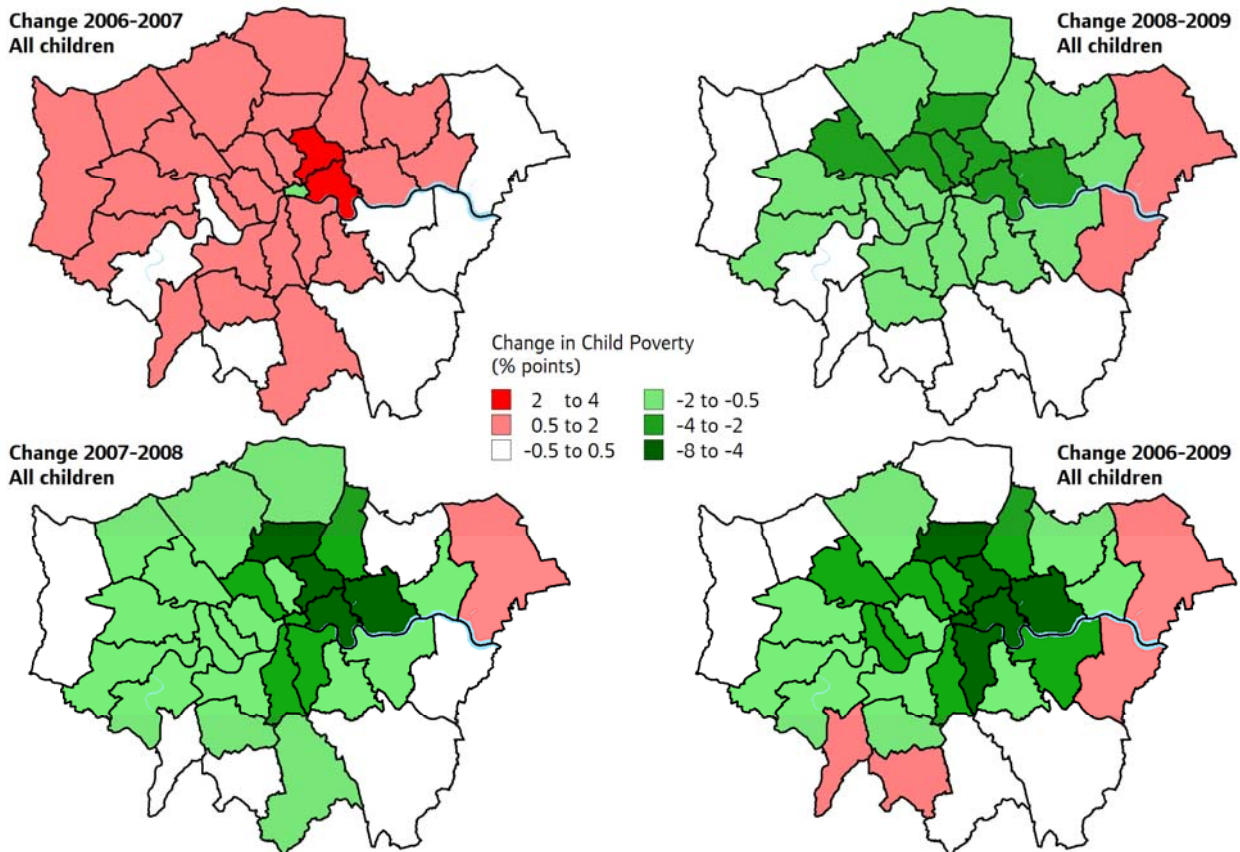 Change 2006-2007
All children
Change 2008-2009
All children
Change in Child Poverty
(% points)
2 to 4
0.5 to 2
-0.5 to 0.5
-2 to -0.5
-4 to -2
-8 to -4
Change 2007-2008
All children
Change 2006-2009
All children